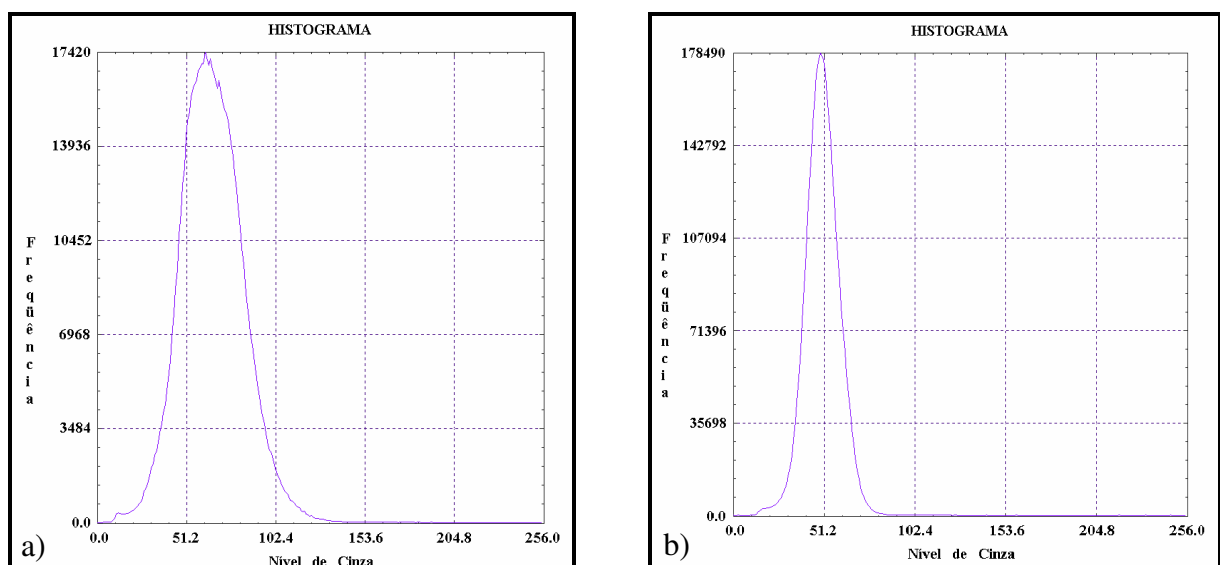 HISTOGRAMA
17420
13936
10452
6968
3484
0.0
Freqüência
0.0 51.2 102.4 153.6 204.8 256.0
Nível de Cinza
a)
HISTOGRAMA
178490
142792
107094
71396
35698
0.0
Freqüência
0.0 51.2 102.4 153.6 204.8 256.0
Nível de Cinza
b)